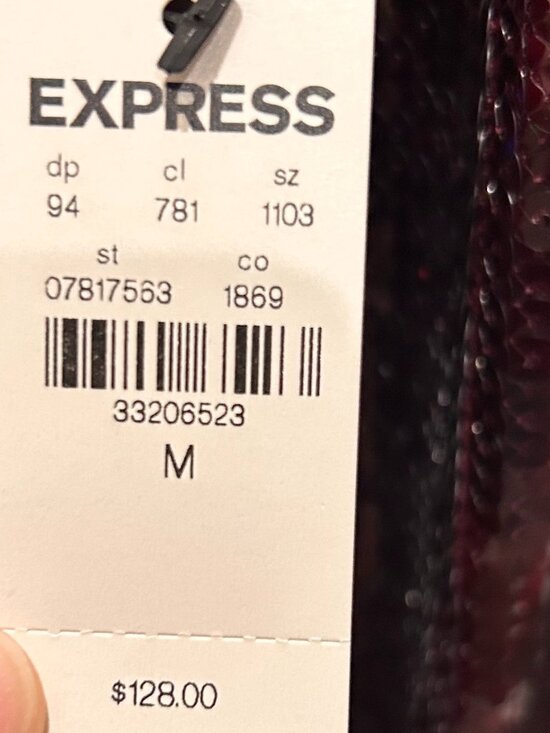 EXPRESS
dp cl sz
94 781 1103
st co
07817563 1869
33206523
M
$128.00